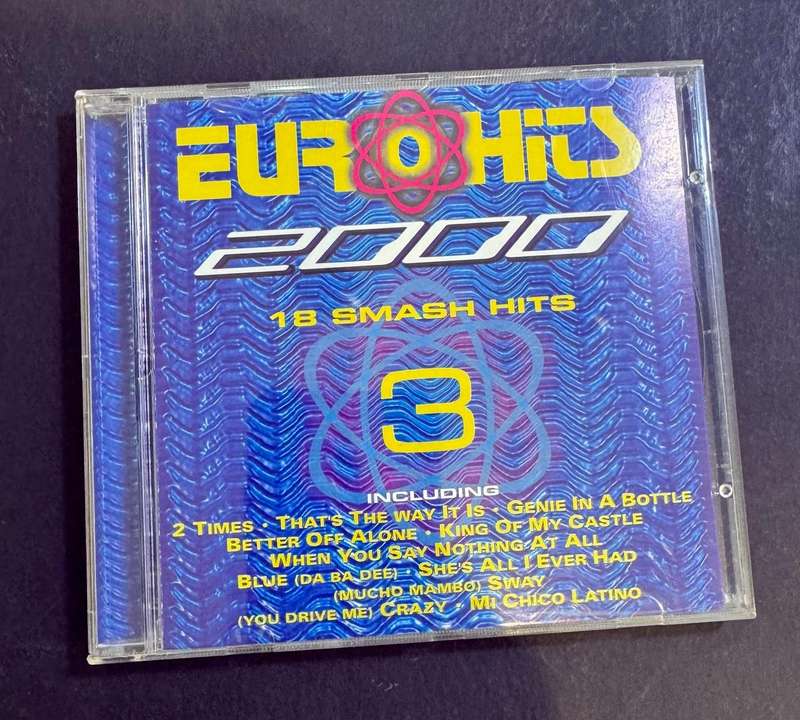 EUROHiTS
2000
18 SMASH HITS
3
INCLUDING
2 TIMES · THAT'S THE WAY IT IS · GENIE IN A BOTTLE
BETTER OFF ALONE · KING OF MY CASTLE
WHEN YOU SAY NOTHING AT ALL
BLUE (DA BA DEE) · SHE'S ALL I EVER HAD
(MUCHO MAMBO) SWAY
(YOU DRIVE ME) CRAZY · MI CHICO LATINO